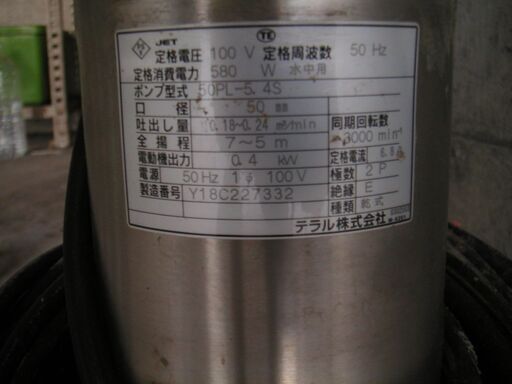 JET
定格電圧 100 V 定格周波数 50 Hz
定格消費電力 580 W 水中用
ポンプ型式 50PL-5.4S
口径 50 mm
吐出し量 0.18~0.24 m³/min
全揚程 7~5 m
電動機出力 0.4 kW
電源 50Hz 1φ 100V
製造番号 Y18C227332
同期回転数
3000 min⁻¹
定格電流
極数 2 P
絶縁 E
種類 乾式
テラル株式会社